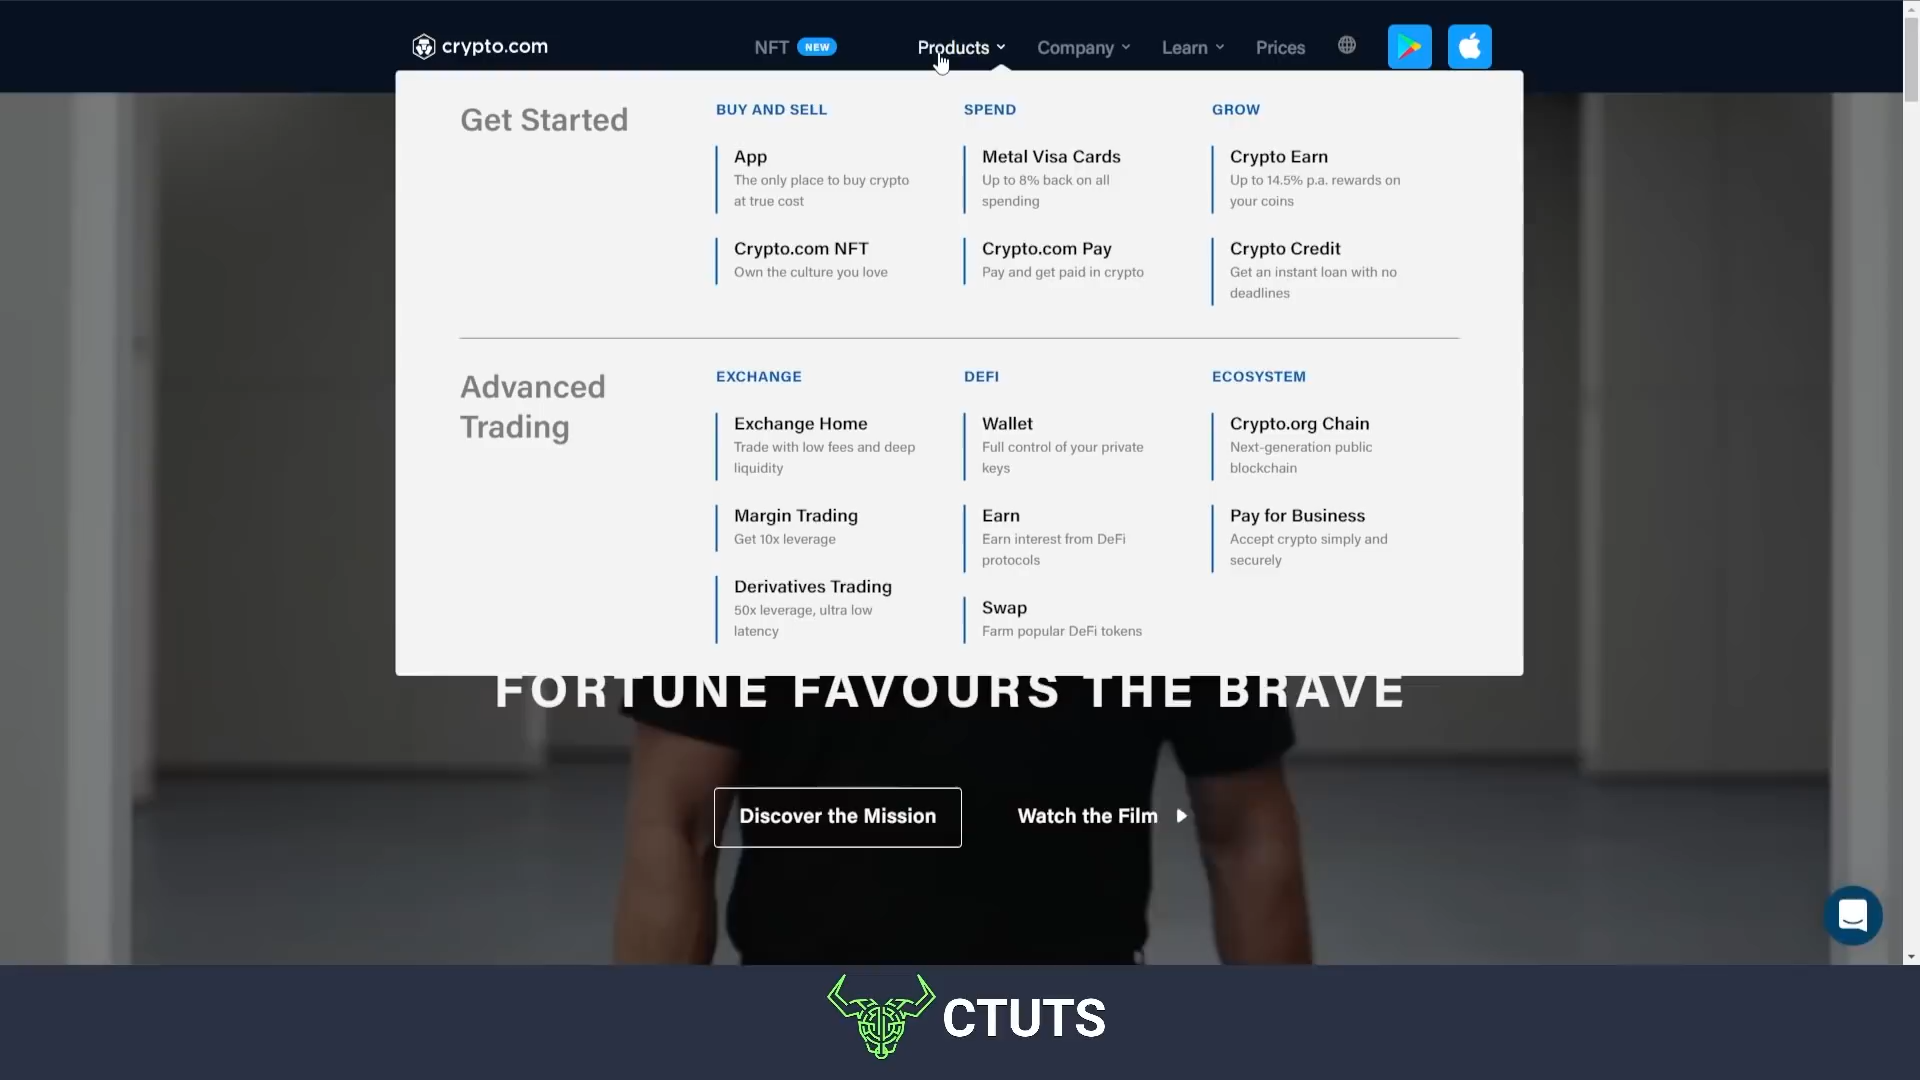 crypto.com
NFT NEW
Products
Company
Learn
Prices
Get Started
BUY AND SELL
App
The only place to buy crypto
at true cost
Crypto.com NFT
Own the culture you love
SPEND
Metal Visa Cards
Up to 8% back on all
spending
Crypto.com Pay
Pay and get paid in crypto
GROW
Crypto Earn
Up to 14.5% p.a. rewards on
your coins
Crypto Credit
Get an instant loan with no
deadlines
Advanced
Trading
EXCHANGE
Exchange Home
Trade with low fees and deep
liquidity
Margin Trading
Get 10x leverage
Derivatives Trading
50x leverage, ultra low
latency
DEFI
Wallet
Full control of your private
keys
Earn
Earn interest from DeFi
protocols
Swap
Farm popular DeFi tokens
ECOSYSTEM
Crypto.org Chain
Next-generation public
blockchain
Pay for Business
Accept crypto simply and
securely
FORTUNE FAVOURS THE BRAVE
Discover the Mission
Watch the Film
CTUTS